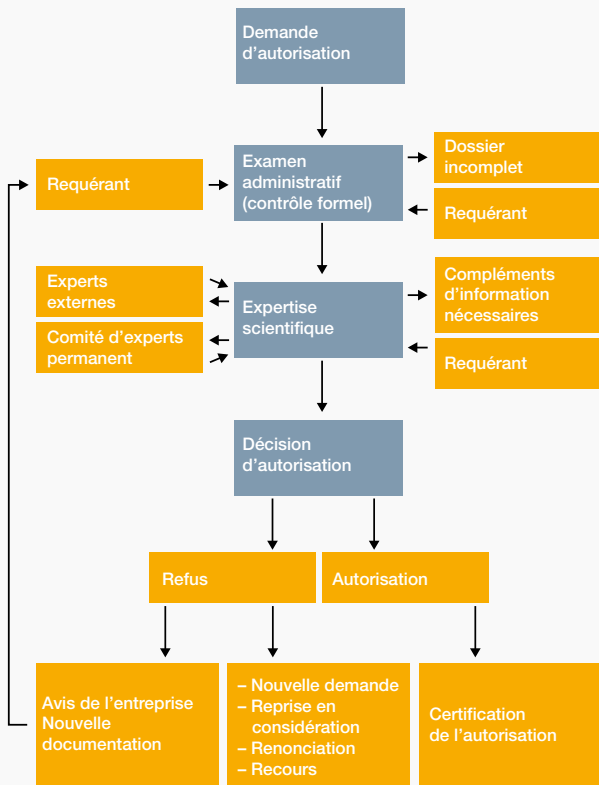 Demande
d'autorisation
Requérant
Examen
administratif
(contrôle formel)
Dossier
incomplet
Requérant
Experts
externes
Comité d'experts
permanent
Expertise
scientifique
Compléments
d'information
nécessaires
Requérant
Décision
d'autorisation
Refus
Autorisation
Avis de l'entreprise
Nouvelle
documentation
– Nouvelle demande
– Reprise en
considération
– Renonciation
– Recours
Certification
de l'autorisation